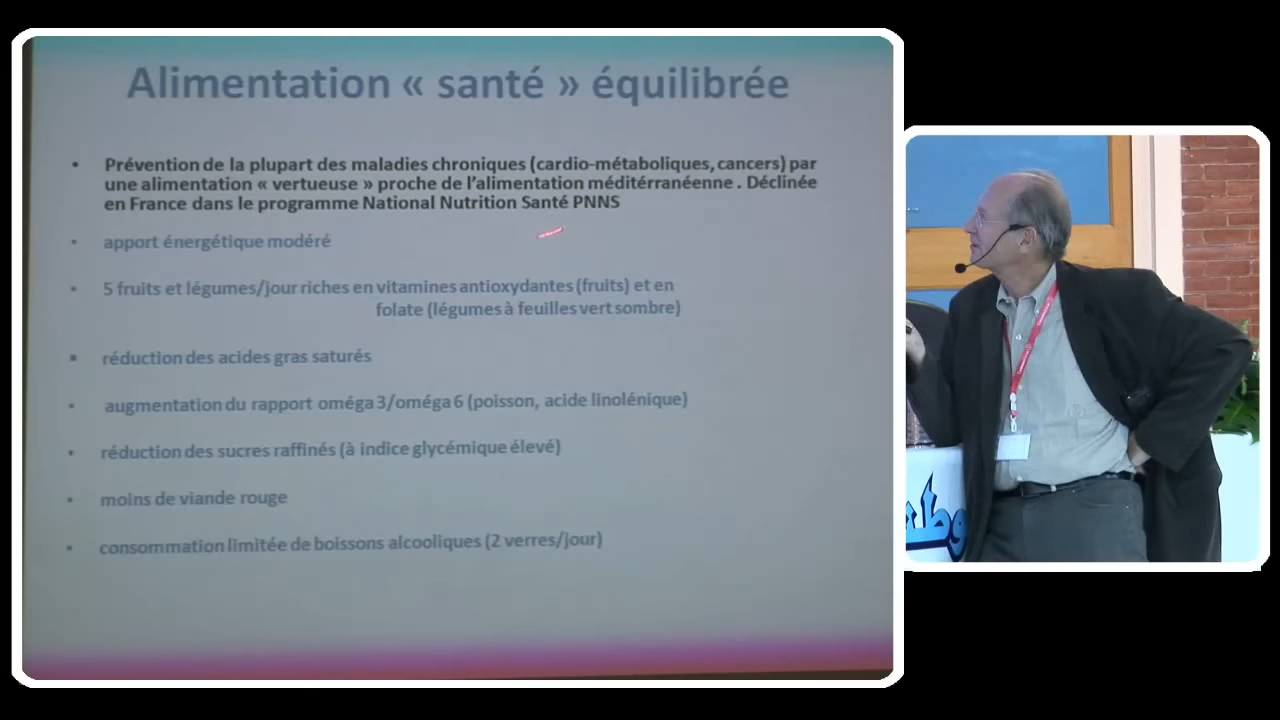 Alimentation « santé » équilibrée
• Prévention de la plupart des maladies chroniques (cardio-métaboliques, cancers) par
une alimentation « vertueuse » proche de l'alimentation méditérranéenne . Déclinée
en France dans le programme National Nutrition Santé PNNS
• apport énergétique modéré
• 5 fruits et légumes/jour riches en vitamines antioxydantes (fruits) et en
folate (légumes à feuilles vert sombre)
▪ réduction des acides gras saturés
• augmentation du rapport oméga 3/oméga 6 (poisson, acide linolénique)
• réduction des sucres raffinés (à indice glycémique élevé)
• moins de viande rouge
• consommation limitée de boissons alcooliques (2 verres/jour)